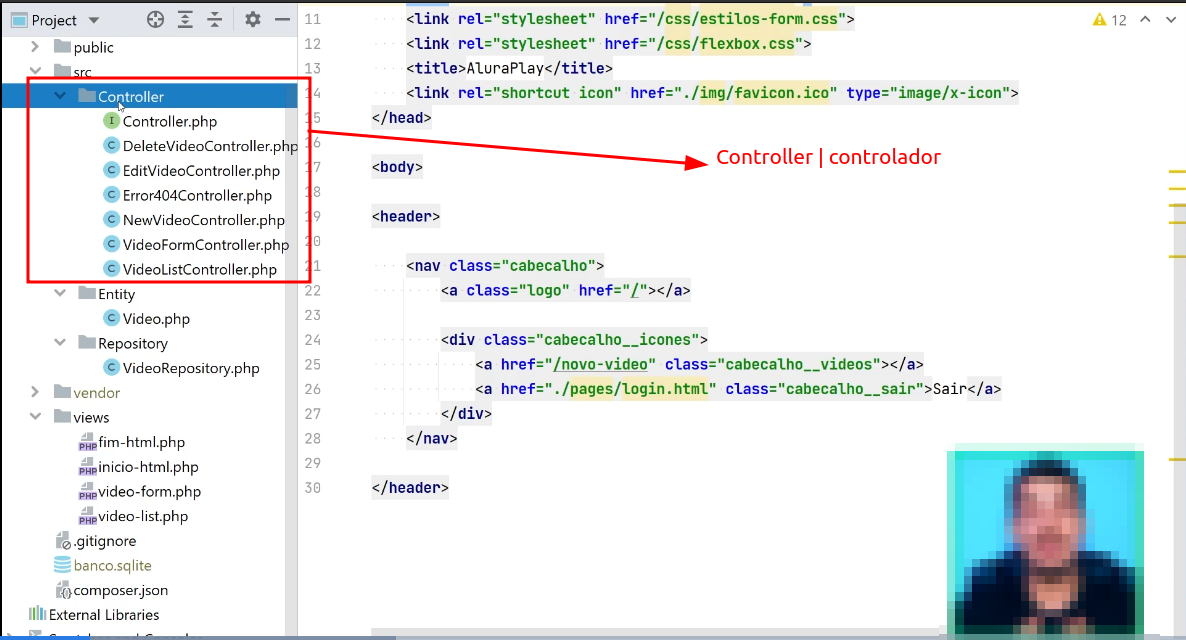 Project
public
src
Controller
Controller.php
DeleteVideoController.php
EditVideoController.php
Error404Controller.php
NewVideoController.php
VideoFormController.php
VideoListController.php
Entity
Video.php
Repository
VideoRepository.php
vendor
views
fim-html.php
inicio-html.php
video-form.php
video-list.php
.gitignore
banco.sqlite
composer.json
External Libraries
11 <link rel="stylesheet" href="/css/estilos-form.css">
12 <link rel="stylesheet" href="/css/flexbox.css">
13 <title>AluraPlay</title>
14 <link rel="shortcut icon" href="./img/favicon.ico" type="image/x-icon">
15 </head>
16
17 <body>
18
19 <header>
20
21 <nav class="cabecalho">
22 <a class="logo" href="/"></a>
23
24 <div class="cabecalho__icones">
25 <a href="/novo-video" class="cabecalho__videos"></a>
26 <a href="./pages/login.html" class="cabecalho__sair">Sair</a>
27 </div>
28 </nav>
29
30 </header>
12
Controller | controlador